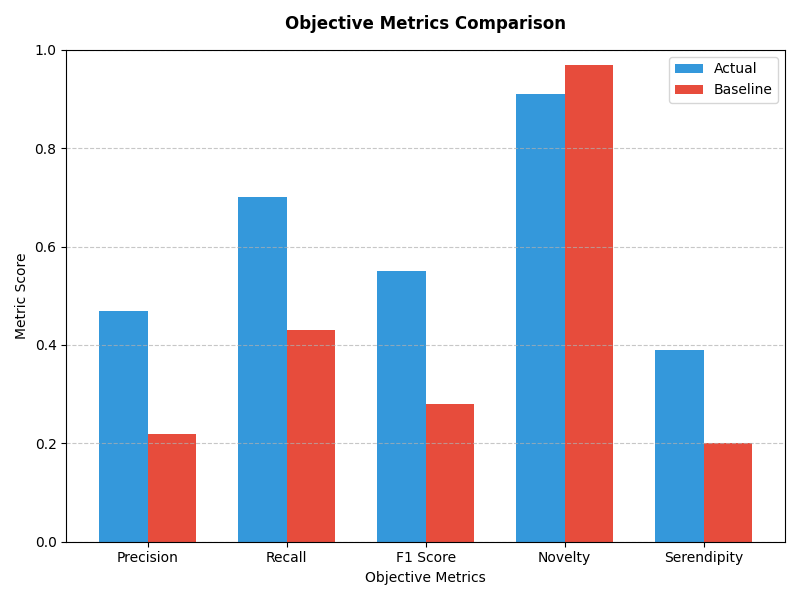 Objective Metrics Comparison
1.0
Actual
Baseline
0.8
0.6
Metric Score
0.4
0.2
0.0
Precision Recall F1 Score Novelty Serendipity
Objective Metrics